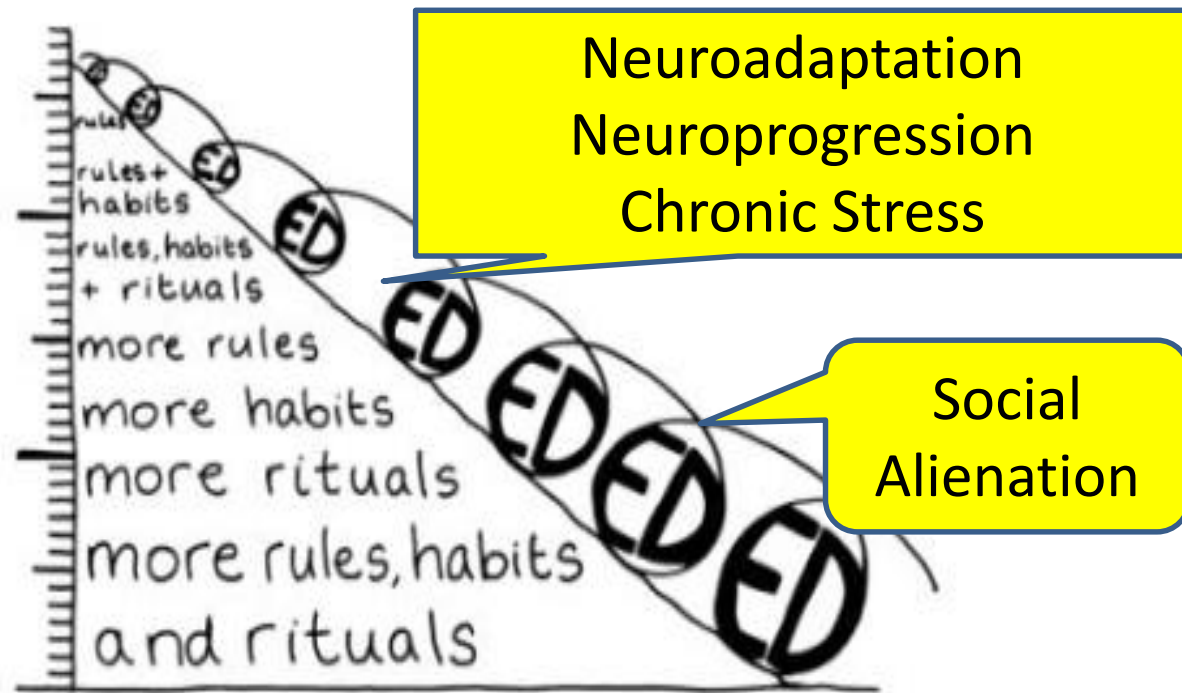 Neuroadaptation
Neuroprogression
Chronic Stress
Social
Alienation
rules
rules +
habits
rules, habits
+ rituals
more rules
more habits
more rituals
more rules, habits
and rituals
ED
ED
ED
ED
ED
ED
ED